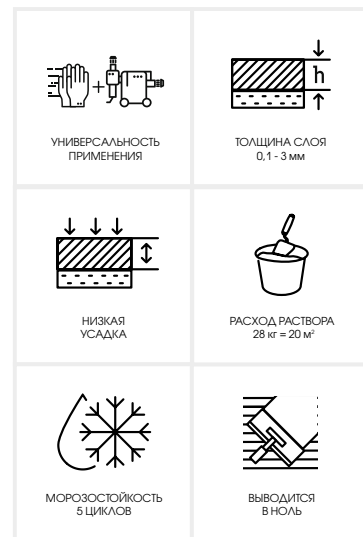 УНИВЕРСАЛЬНОСТЬ
ПРИМЕНЕНИЯ
ТОЛЩИНА СЛОЯ
0,1 - 3 мм
h
НИЗКАЯ
УСАДКА
РАСХОД РАСТВОРА
28 кг = 20 м²
МОРОЗОСТОЙКОСТЬ
5 ЦИКЛОВ
ВЫВОДИТСЯ
В НОЛЬ